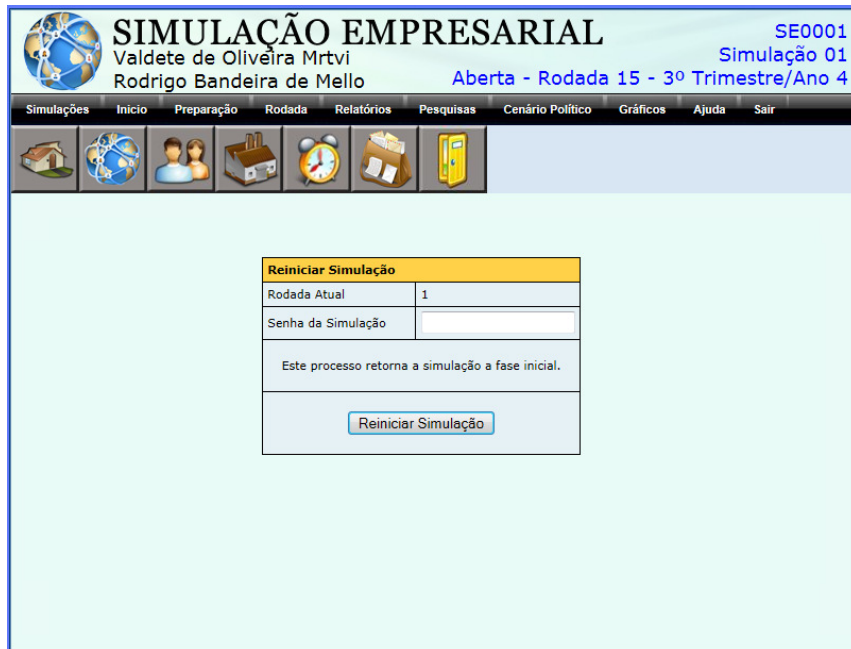 SIMULAÇÃO EMPRESARIAL
SE0001
Valdete de Oliveira Mrtvi
Simulação 01
Rodrigo Bandeira de Mello
Aberta - Rodada 15 - 3º Trimestre/Ano 4
Simulações Inicio Preparação Rodada Relatórios Pesquisas Cenário Político Gráficos Ajuda Sair
Reiniciar Simulação
Rodada Atual 1
Senha da Simulação
Este processo retorna a simulação a fase inicial.
Reiniciar Simulação